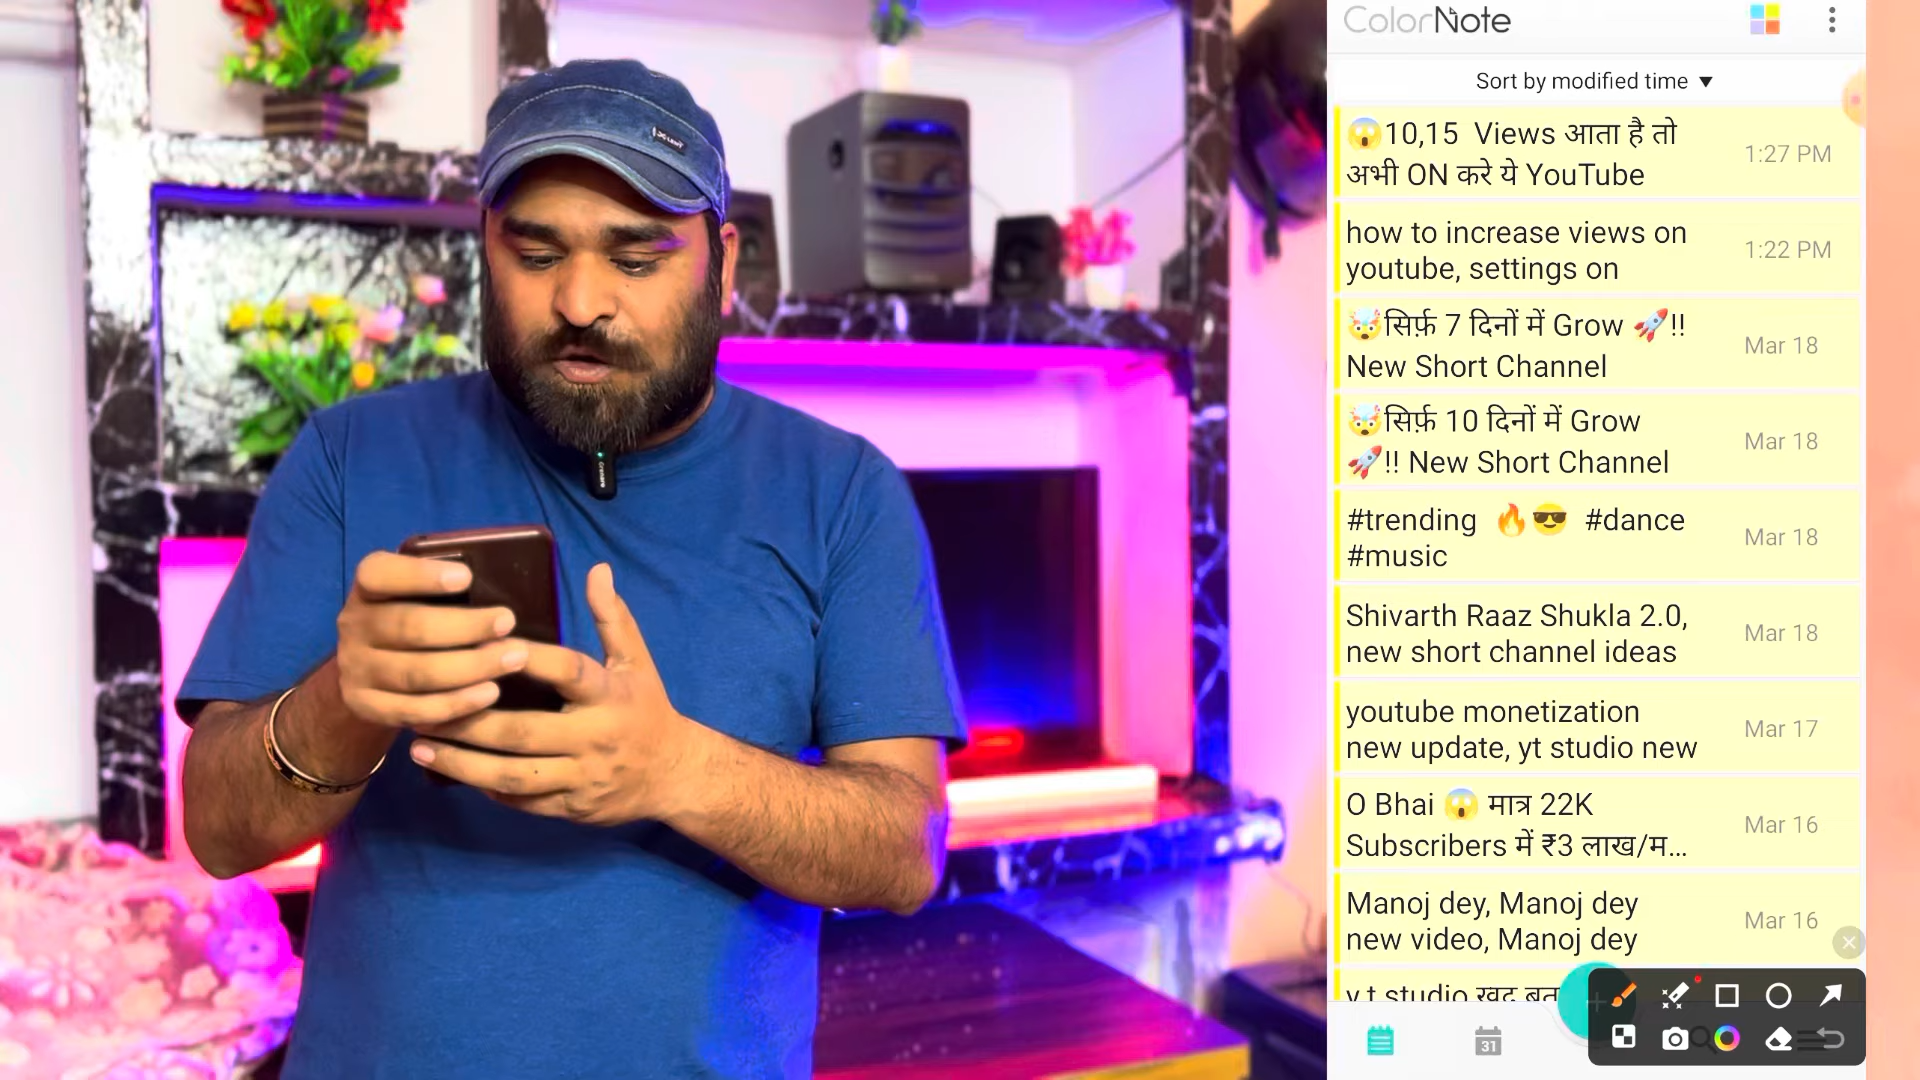 ColorNote
Sort by modified time ▼
😱10,15 Views आता है तो
अभी ON करे ये YouTube
1:27 PM
how to increase views on
youtube, settings on
1:22 PM
🤯सिर्फ़ 7 दिनों में Grow 🚀!!
New Short Channel
Mar 18
🤯सिर्फ़ 10 दिनों में Grow
🚀!! New Short Channel
Mar 18
#trending 🔥😎 #dance
#music
Mar 18
Shivarth Raaz Shukla 2.0,
new short channel ideas
Mar 18
youtube monetization
new update, yt studio new
Mar 17
O Bhai 😱 मात्र 22K
Subscribers में ₹3 लाख/म...
Mar 16
Manoj dey, Manoj dey
new video, Manoj dey
Mar 16
y t studio खुद
31